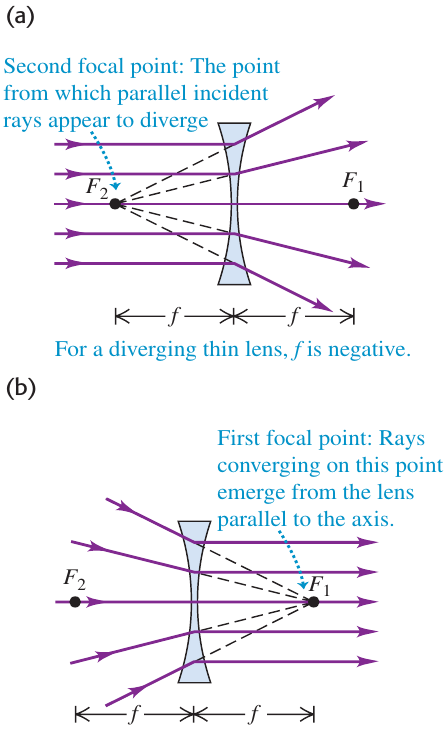 (a)
Second focal point: The point
from which parallel incident
rays appear to diverge
F2
F1
f
f
For a diverging thin lens, f is negative.
(b)
First focal point: Rays
converging on this point
emerge from the lens
parallel to the axis.
F2
F1
f
f